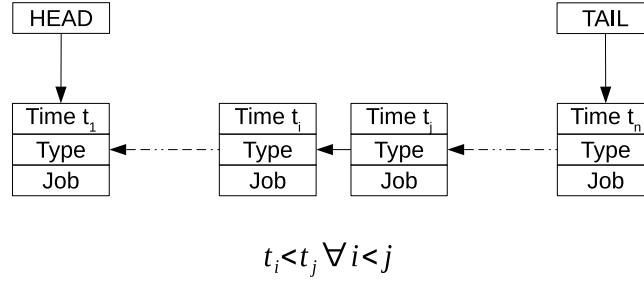 HEAD TAIL
Time t₁ Time tᵢ Time tⱼ Time tₙ
Type Type Type Type
Job Job Job Job
tᵢ<tⱼ∀i<j